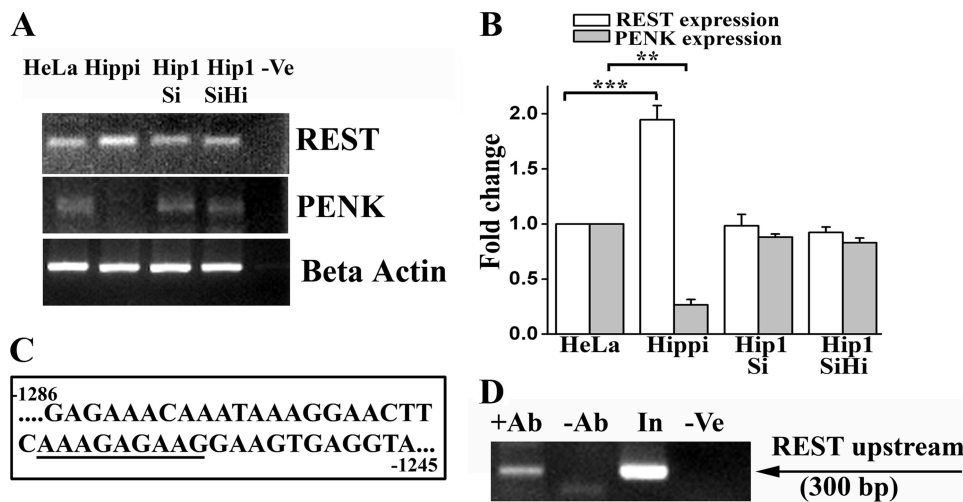 A
HeLa Hippi Hip1 Hip1 -Ve
Si SiHi
REST
PENK
Beta Actin
B
REST expression
PENK expression
**
***
Fold change
2.0
1.5
1.0
0.5
0.0
HeLa Hippi Hip1 Hip1
Si SiHi
C
-1286
....GAGAAACAAATAAAGGAACTT
CAAAGAGAAGGAAGTGAGGTA...
-1245
D
+Ab -Ab In -Ve
REST upstream
(300 bp)